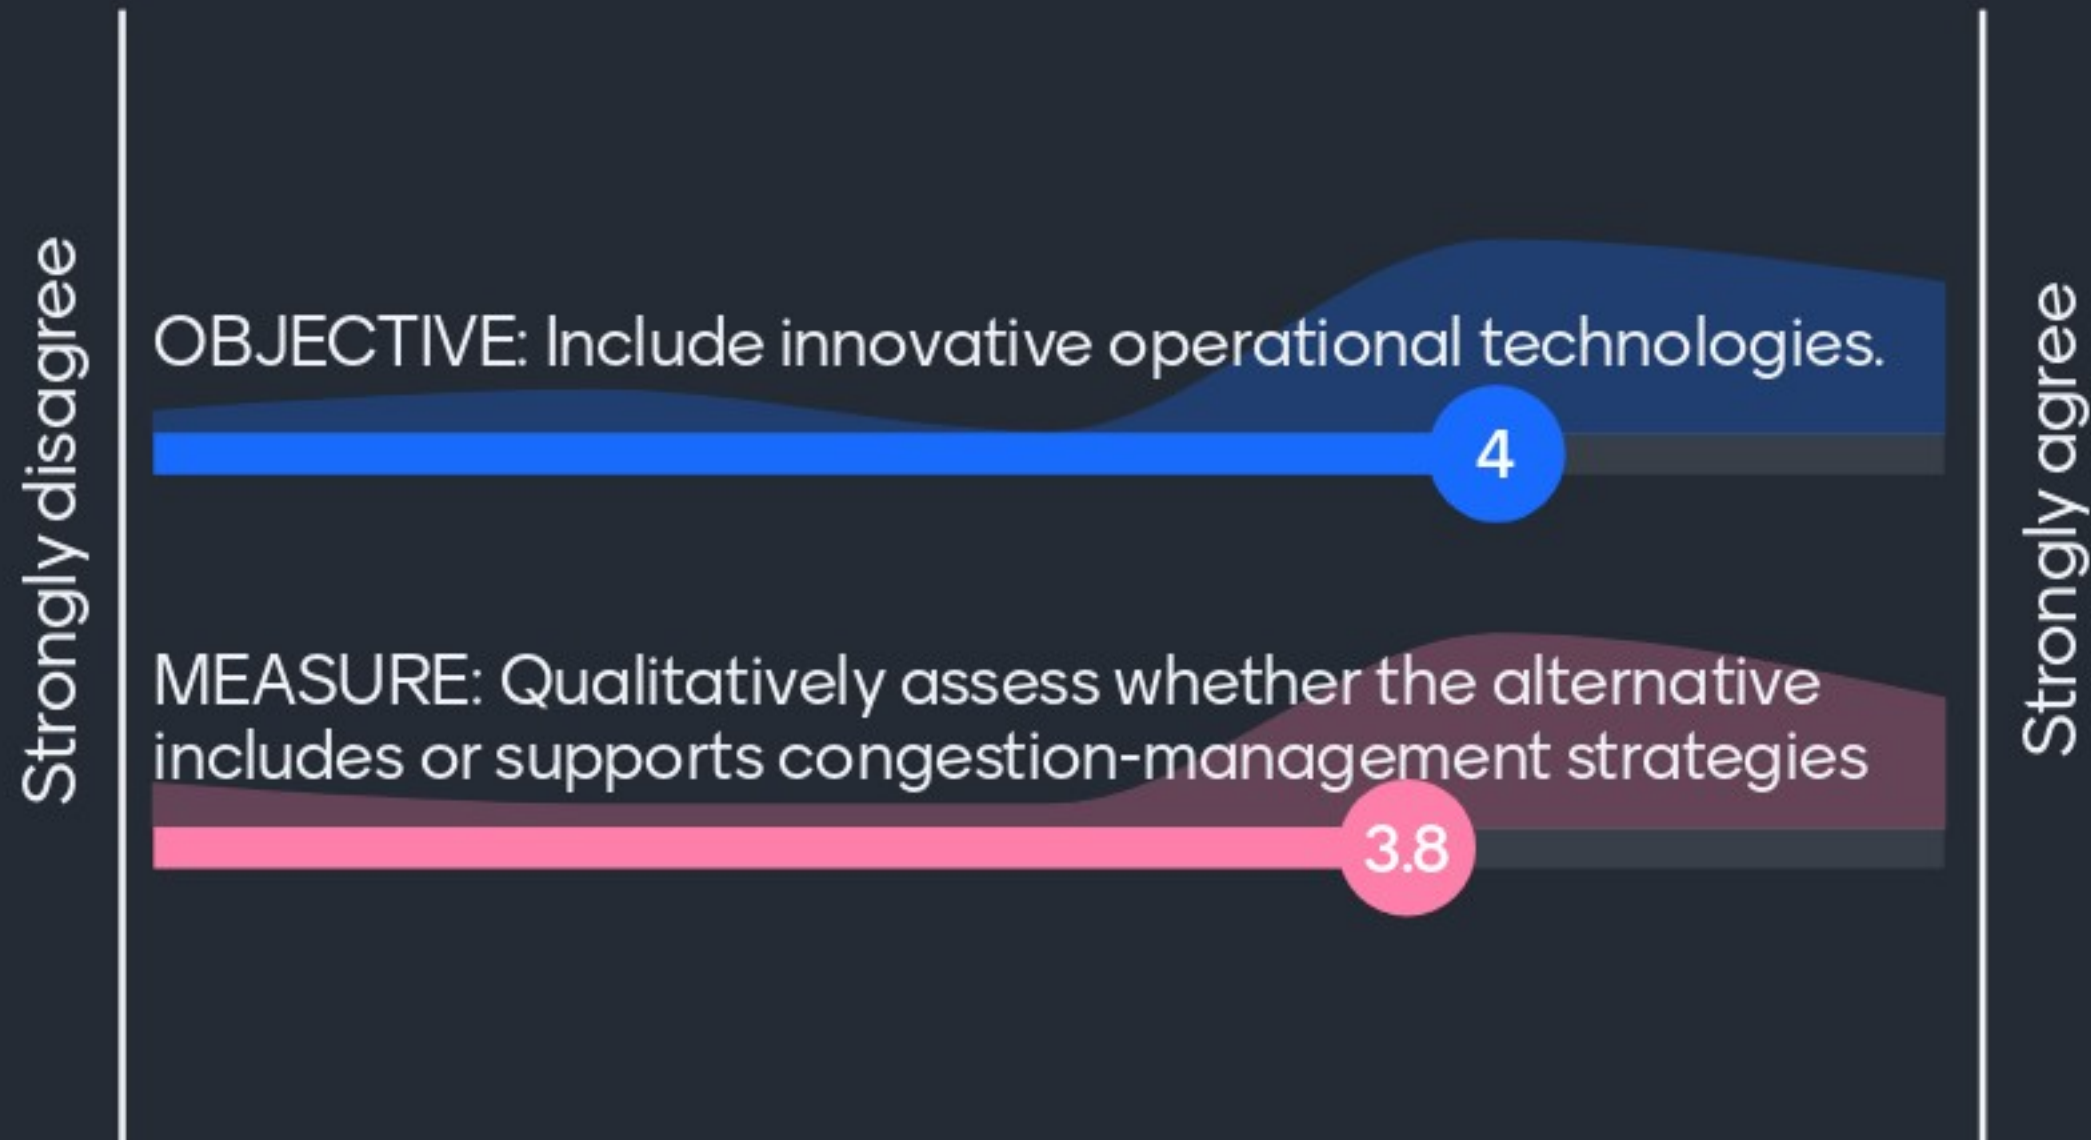 Strongly disagree
OBJECTIVE: Include innovative operational technologies.
4
MEASURE: Qualitatively assess whether the alternative
includes or supports congestion-management strategies
3.8
Strongly agree